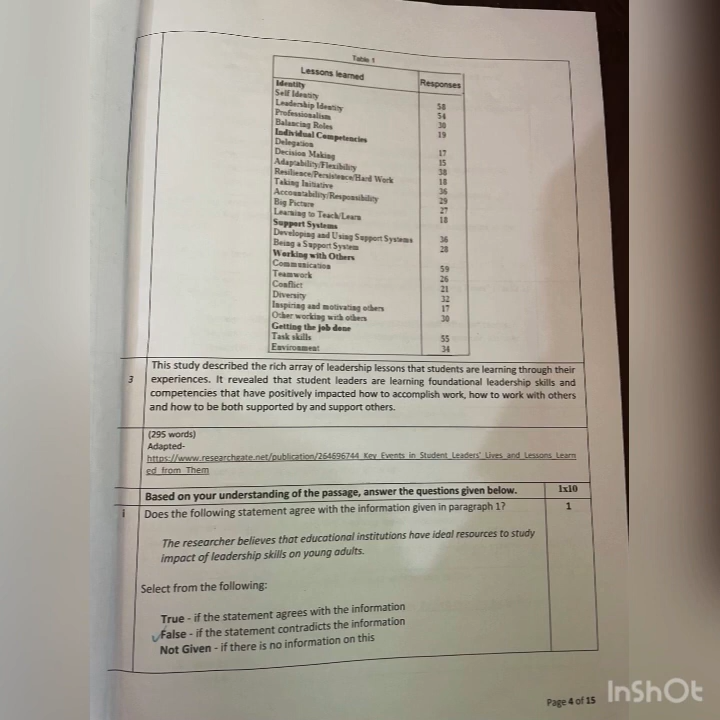 Table 1
Lessons learned Responses
Identity
Self Identity 58
Leadership Identity 54
Professionalism 30
Balancing Roles 19
Individual Competencies
Delegation 17
Decision Making 15
Adaptability/Flexibility 38
Resilience/Persistence/Hard Work 18
Taking Initiative 36
Accountability/Responsibility 29
Big Picture 27
Learning to Teach/Learn 18
Support Systems
Developing and Using Support Systems 36
Being a Support System 28
Working with Others
Communication 59
Teamwork 26
Conflict 21
Diversity 32
Inspiring and motivating others 17
Other working with others 30
Getting the job done
Task skills 55
Environment 34
3 This study described the rich array of leadership lessons that students are learning through their
experiences. It revealed that student leaders are learning foundational leadership skills and
competencies that have positively impacted how to accomplish work, how to work with others
and how to be both supported by and support others.
(295 words)
Adapted-
https://www.researchgate.net/publication/264696744_Key_Events_in_Student_Leaders'_Lives_and_Lessons_Learn
ed_from_Them
Based on your understanding of the passage, answer the questions given below. 1x10
i Does the following statement agree with the information given in paragraph 1? 1
The researcher believes that educational institutions have ideal resources to study
impact of leadership skills on young adults.
Select from the following:
True - if the statement agrees with the information
False - if the statement contradicts the information
Not Given - if there is no information on this
Page 4 of 15
InShOt